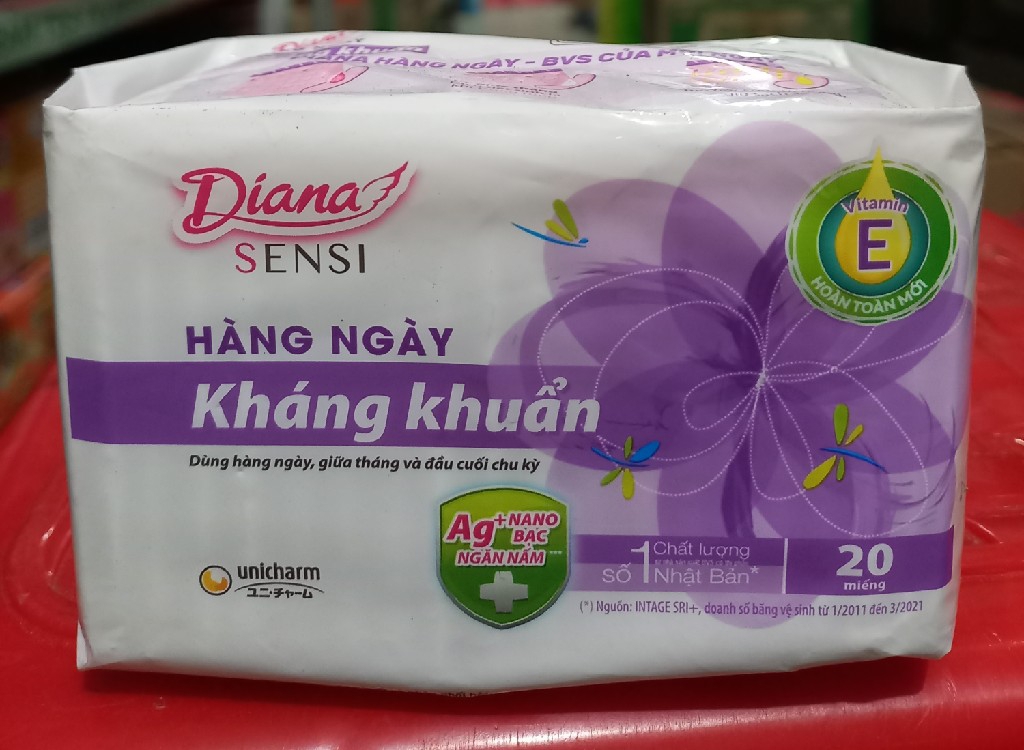 HÀNG NGÀY - BVS CỦA
Diana
SENSI
Vitamin
E
HOÀN TOÀN MỚI
HÀNG NGÀY
Kháng khuẩn
Dùng hàng ngày, giữa tháng và đầu cuối chu kỳ
Ag+ NANO
BẠC
NGĂN NẤM***
SỐ 1 Chất lượng
Nhật Bản*
20
miếng
unicharm
ユニ・チャーム
(*) Nguồn: INTAGE SRI+, doanh số băng vệ sinh từ 1/2011 đến 3/2021